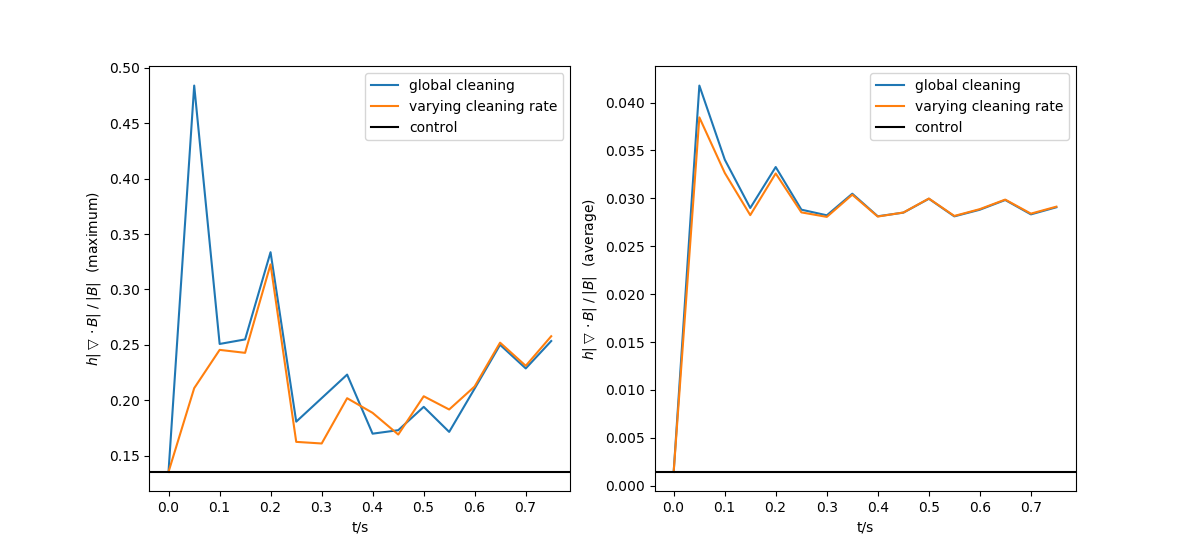 0.50
0.45
0.40
0.35
0.30
0.25
0.20
0.15
h|▽ · B| / |B| (maximum)
0.0 0.1 0.2 0.3 0.4 0.5 0.6 0.7
t/s
global cleaning
varying cleaning rate
control
0.040
0.035
0.030
0.025
0.020
0.015
0.010
0.005
0.000
h|▽ · B| / |B| (average)
0.0 0.1 0.2 0.3 0.4 0.5 0.6 0.7
t/s
global cleaning
varying cleaning rate
control